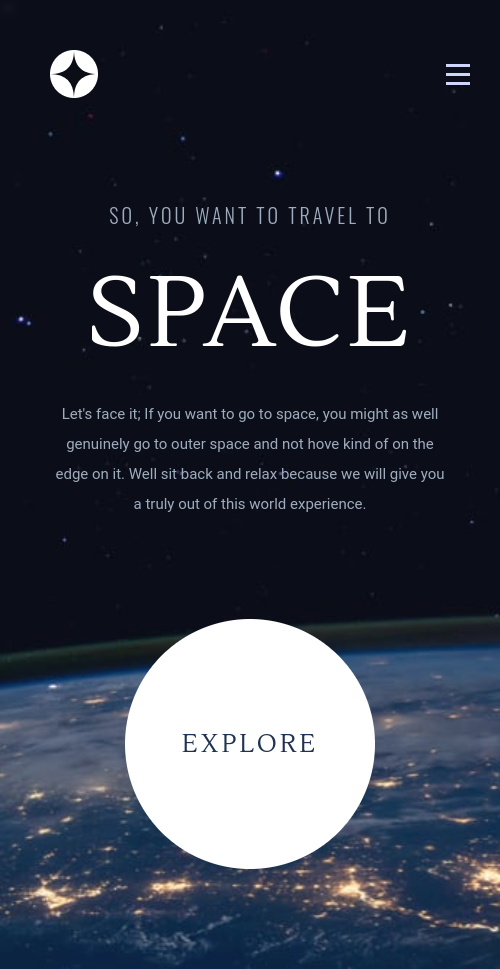 SO, YOU WANT TO TRAVEL TO
SPACE
Let's face it; If you want to go to space, you might as well
genuinely go to outer space and not hove kind of on the
edge on it. Well sit back and relax because we will give you
a truly out of this world experience.
EXPLORE